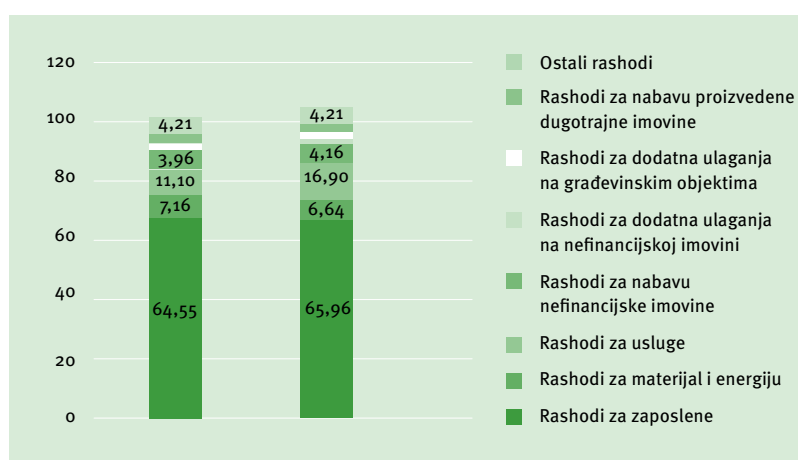 120
100
80
60
40
20
0
4,21
3,96
11,10
7,16
64,55
4,21
4,16
16,90
6,64
65,96
Ostali rashodi
Rashodi za nabavu proizvedene
dugotrajne imovine
Rashodi za dodatna ulaganja
na građevinskim objektima
Rashodi za dodatna ulaganja
na nefinancijskoj imovini
Rashodi za nabavu
nefinancijske imovine
Rashodi za usluge
Rashodi za materijal i energiju
Rashodi za zaposlene